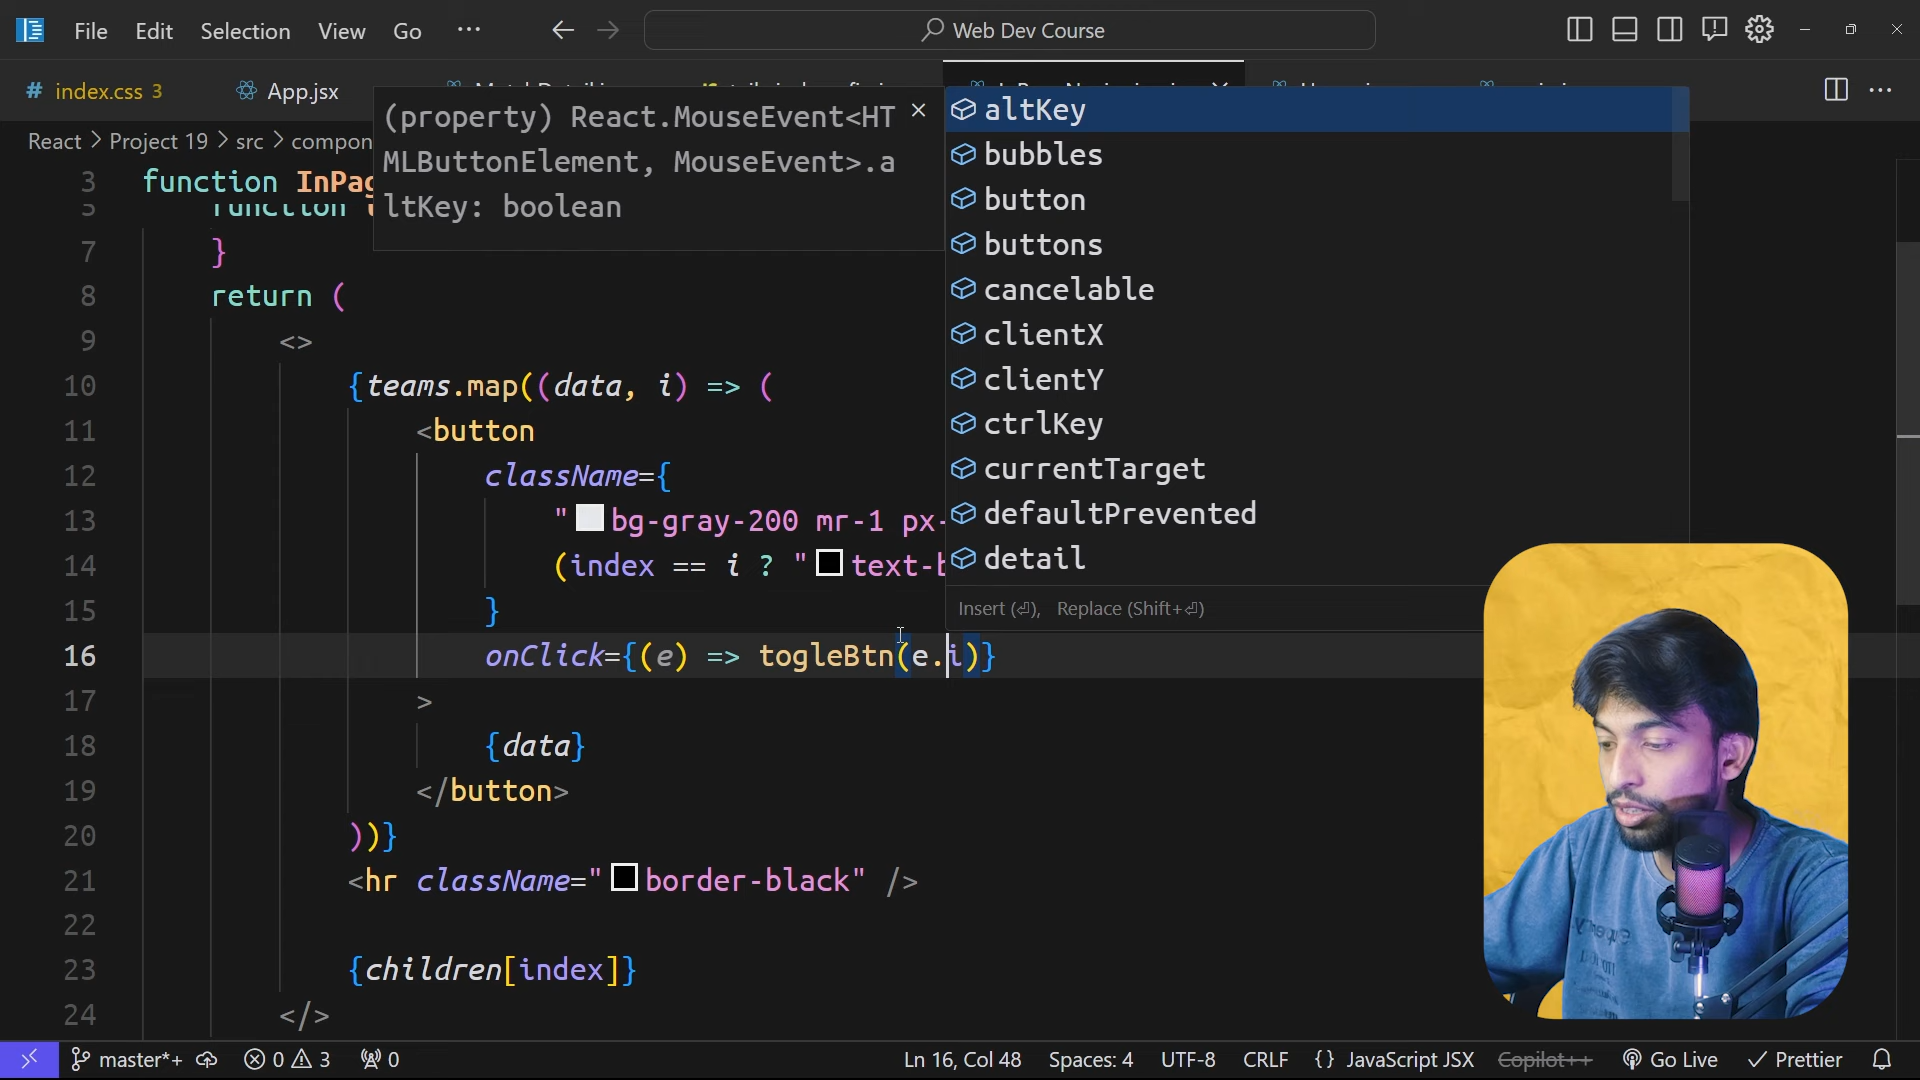 File Edit Selection View Go ... Web Dev Course
# index.css 3 App.jsx
React > Project 19 > src > compon
(property) React.MouseEvent<HT
MLButtonElement, MouseEvent>.a
ltKey: boolean
altKey
bubbles
button
buttons
cancelable
clientX
clientY
ctrlKey
currentTarget
defaultPrevented
detail
Insert (⏎), Replace (Shift+⏎)
3 function InPag
5 function
7 }
8 return (
9 <>
10 {teams.map((data, i) => (
11 <button
12 className={
13 "bg-gray-200 mr-1 px-
14 (index == i ? "text-b
15 }
16 onClick={(e) => togleBtn(e.i)}
17 >
18 {data}
19 </button>
20 ))}
21 <hr className="border-black" />
22
23 {children[index]}
24 </>
master*+ 0 3 0 Ln 16, Col 48 Spaces: 4 UTF-8 CRLF {} JavaScript JSX Copilot++ Go Live Prettier